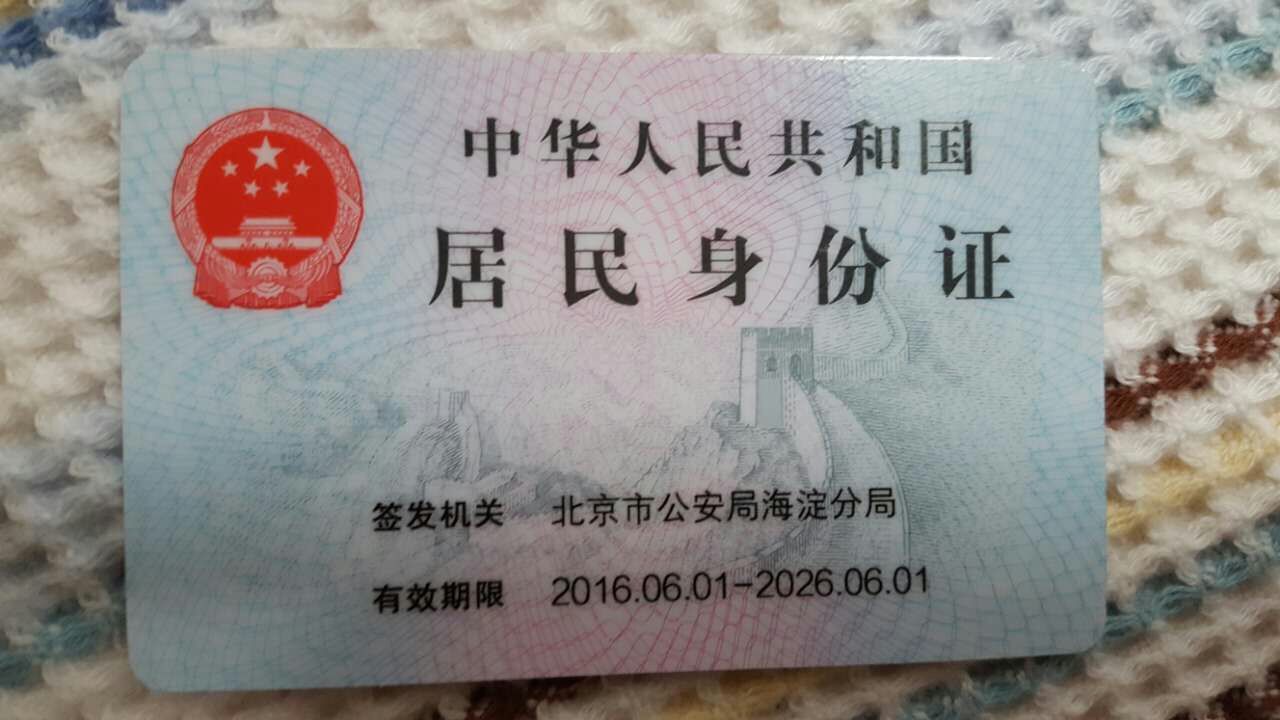 中华人民共和国
居民身份证
签发机关 北京市公安局海淀分局
有效期限 2016.06.01-2026.06.01